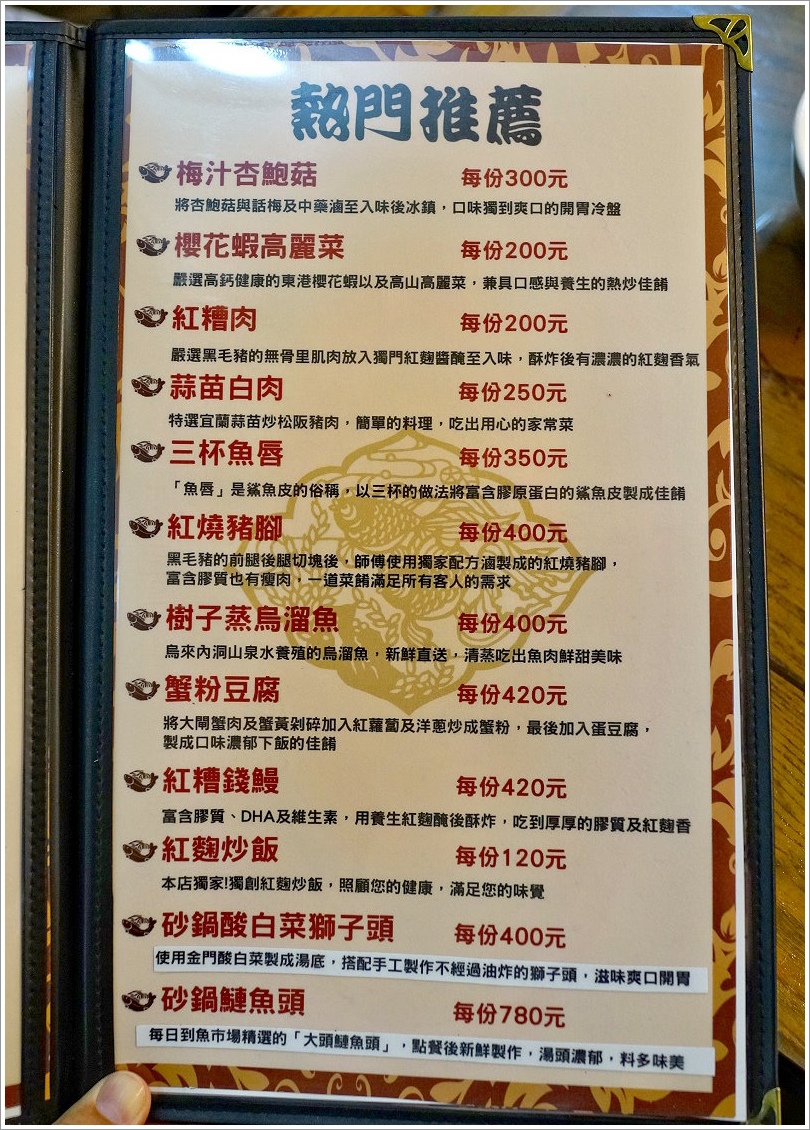 熱門推薦
梅汁杏鮑菇 每份300元
將杏鮑菇與話梅及中藥滷至入味後冰鎮，口味獨到爽口的開胃冷盤
櫻花蝦高麗菜 每份200元
嚴選高鈣健康的東港櫻花蝦以及高山高麗菜，兼具口感與養生的熱炒佳餚
紅糟肉 每份200元
嚴選黑毛豬的無骨里肌肉放入獨門紅麴醬醃至入味，酥炸後有濃濃的紅麴香氣
蒜苗白肉 每份250元
特選宜蘭蒜苗炒松阪豬肉，簡單的料理，吃出用心的家常菜
三杯魚唇 每份350元
「魚唇」是鯊魚皮的俗稱，以三杯的做法將富含膠原蛋白的鯊魚皮製成佳餚
紅燒豬腳 每份400元
黑毛豬的前腿後腿切塊後，師傅使用獨家配方滷製成的紅燒豬腳，
富含膠質也有瘦肉，一道菜餚滿足所有客人的需求
樹子蒸烏溜魚 每份400元
烏來內洞山泉水養殖的烏溜魚，新鮮直送，清蒸吃出魚肉鮮甜美味
蟹粉豆腐 每份420元
將大閘蟹肉及蟹黃剁碎加入紅蘿蔔及洋蔥炒成蟹粉，最後加入蛋豆腐，
製成口味濃郁下飯的佳餚
紅糟錢鰻 每份420元
富含膠質、DHA及維生素，用養生紅麴醃後酥炸，吃到厚厚的膠質及紅麴香
紅麴炒飯 每份120元
本店獨家!獨創紅麴炒飯，照顧您的健康，滿足您的味覺
砂鍋酸白菜獅子頭 每份400元
使用金門酸白菜製成湯底，搭配手工製作不經過油炸的獅子頭，滋味爽口開胃
砂鍋鰱魚頭 每份780元
每日到魚市場精選的「大頭鰱魚頭」，點餐後新鮮製作，湯頭濃郁，料多味美